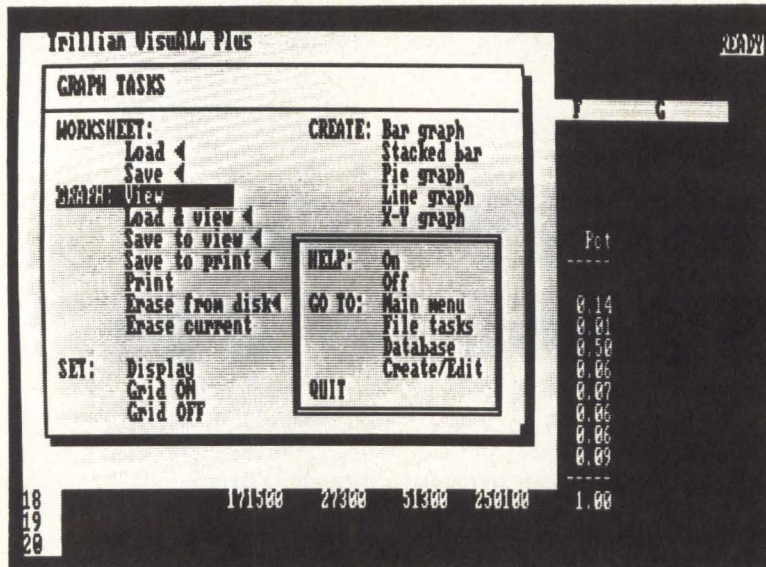 Trillian VisuALL Plus
READY
GRAPH TASKS
F G
WORKSHEET: CREATE: Bar graph
Load ◄ Stacked bar
Save ◄ Pie graph
GRAPH: View Line graph
Load & view ◄ X-Y graph
Save to view ◄
Save to print ◄ HELP: On
Print Off
Erase from disk◄ GO TO: Main menu
Erase current File tasks
Database
SET: Display Create/Edit
Grid ON QUIT
Grid OFF
Pct
-----
0.14
0.01
0.50
0.06
0.07
0.06
0.06
0.09
-----
18 171500 27300 51300 250100 1.00
19
20